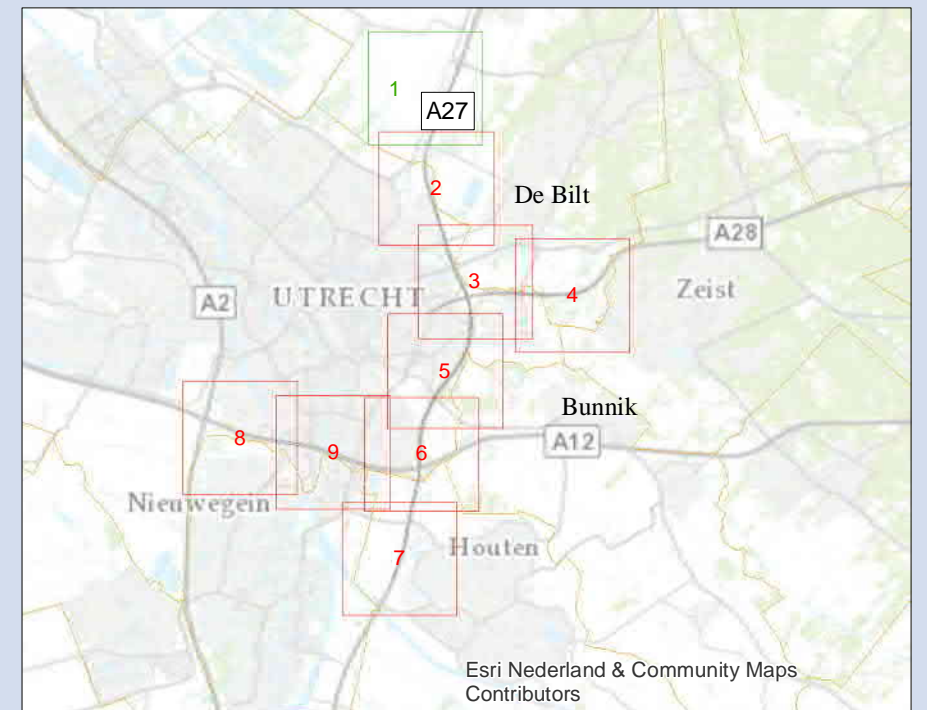 1
A27
2
De Bilt
A28
3
4
Zeist
A2
UTRECHT
5
Bunnik
8
9
6
A12
Nieuwegein
7
Houten
Esri Nederland & Community Maps
Contributors